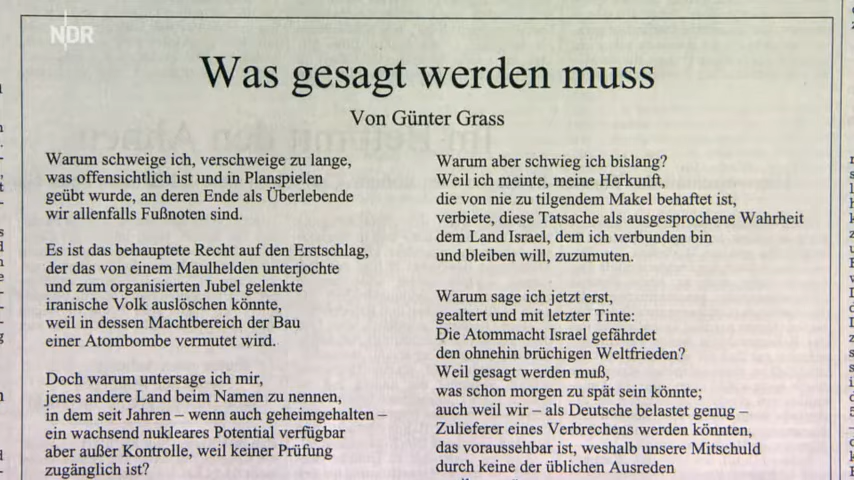 NDR
Was gesagt werden muss
Von Günter Grass
Warum schweige ich, verschweige zu lange,
was offensichtlich ist und in Planspielen
geübt wurde, an deren Ende als Überlebende
wir allenfalls Fußnoten sind.
Es ist das behauptete Recht auf den Erstschlag,
der das von einem Maulhelden unterjochte
und zum organisierten Jubel gelenkte
iranische Volk auslöschen könnte,
weil in dessen Machtbereich der Bau
einer Atombombe vermutet wird.
Doch warum untersage ich mir,
jenes andere Land beim Namen zu nennen,
in dem seit Jahren – wenn auch geheimgehalten –
ein wachsend nukleares Potential verfügbar
aber außer Kontrolle, weil keiner Prüfung
zugänglich ist?
Warum aber schwieg ich bislang?
Weil ich meinte, meine Herkunft,
die von nie zu tilgendem Makel behaftet ist,
verbiete, diese Tatsache als ausgesprochene Wahrheit
dem Land Israel, dem ich verbunden bin
und bleiben will, zuzumuten.
Warum sage ich jetzt erst,
gealtert und mit letzter Tinte:
Die Atommacht Israel gefährdet
den ohnehin brüchigen Weltfrieden?
Weil gesagt werden muß,
was schon morgen zu spät sein könnte;
auch weil wir – als Deutsche belastet genug –
Zulieferer eines Verbrechens werden könnten,
das voraussehbar ist, weshalb unsere Mitschuld
durch keine der üblichen Ausreden